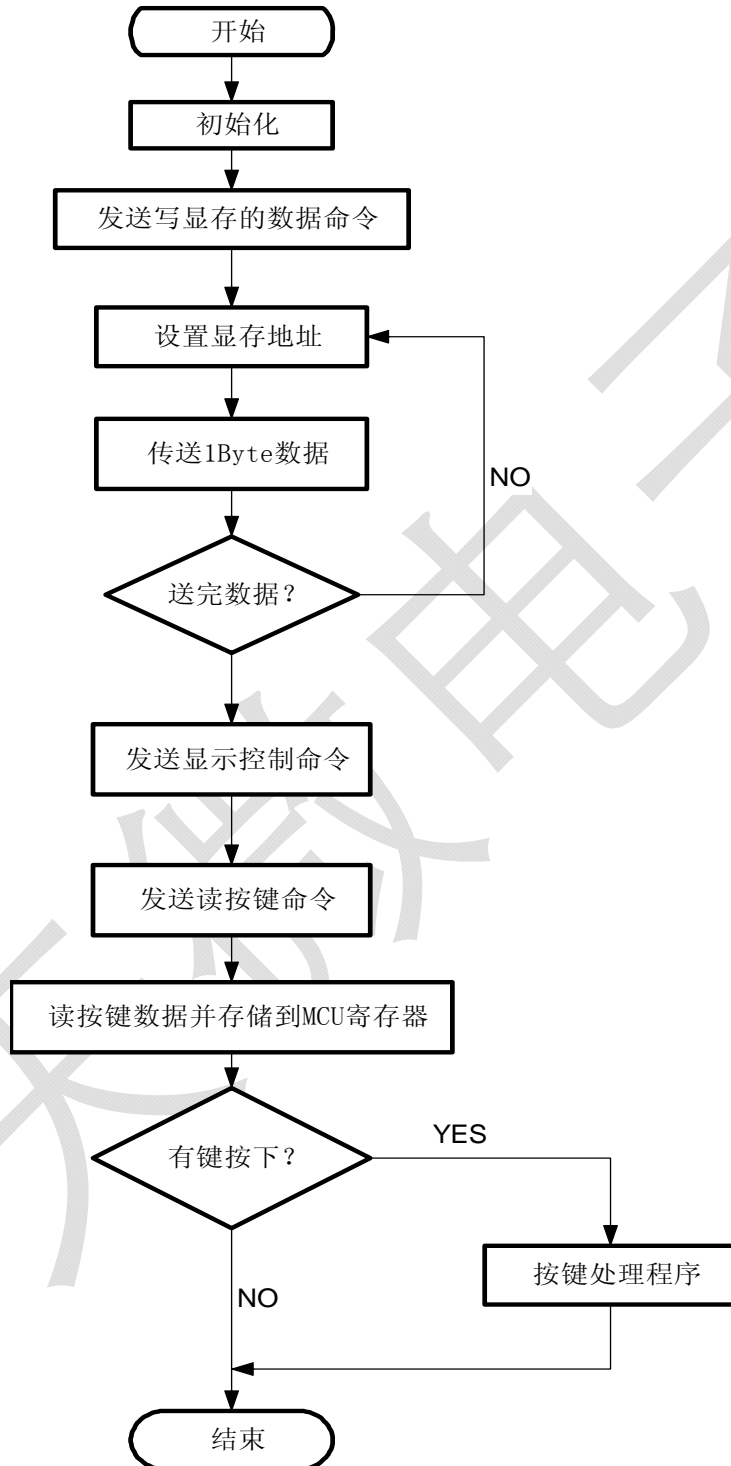 开始
初始化
发送写显存的数据命令
设置显存地址
传送1Byte数据
NO
送完数据?
发送显示控制命令
发送读按键命令
读按键数据并存储到MCU寄存器
YES
有键按下?
按键处理程序
NO
结束
天微电子